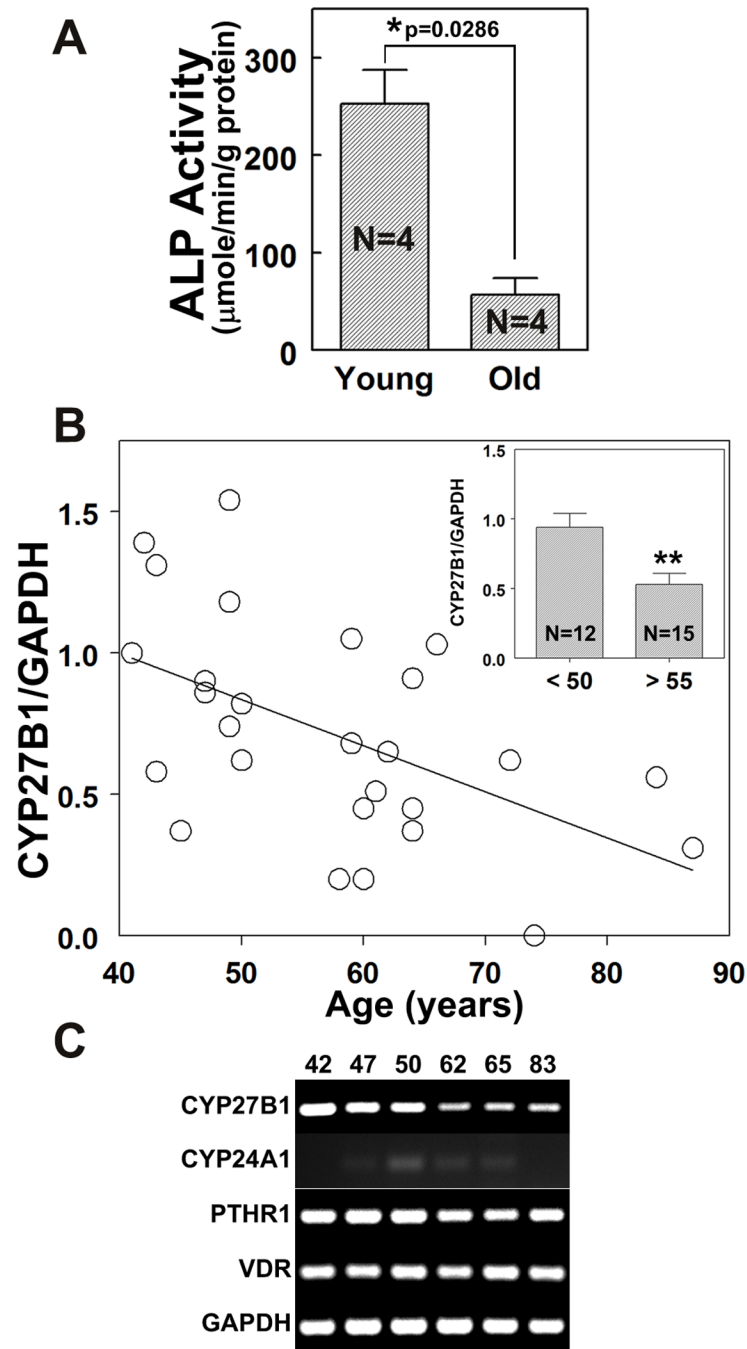 A
ALP Activity
(μmole/min/g protein)
300
200
100
0
*p=0.0286
N=4
N=4
Young
Old
B
CYP27B1/GAPDH
1.5
1.0
0.5
0.0
40
50
60
70
80
90
Age (years)
CYP27B1/GAPDH
1.5
1.0
0.5
0.0
**
N=12
N=15
< 50
> 55
C
42 47 50 62 65 83
CYP27B1
CYP24A1
PTHR1
VDR
GAPDH